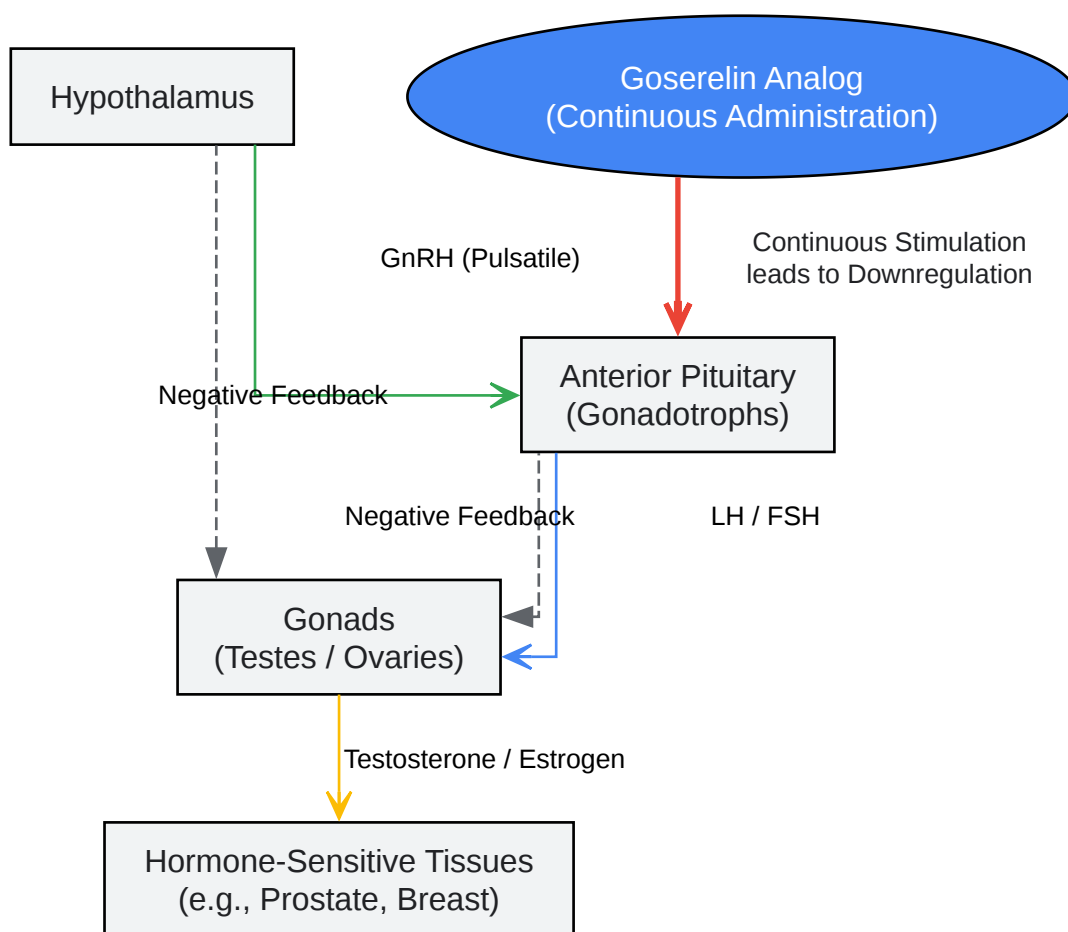 Hypothalamus
Goserelin Analog
(Continuous Administration)
GnRH (Pulsatile)
Continuous Stimulation
leads to Downregulation
Negative Feedback
Anterior Pituitary
(Gonadotrophs)
Negative Feedback
LH / FSH
Gonads
(Testes / Ovaries)
Testosterone / Estrogen
Hormone-Sensitive Tissues
(e.g., Prostate, Breast)